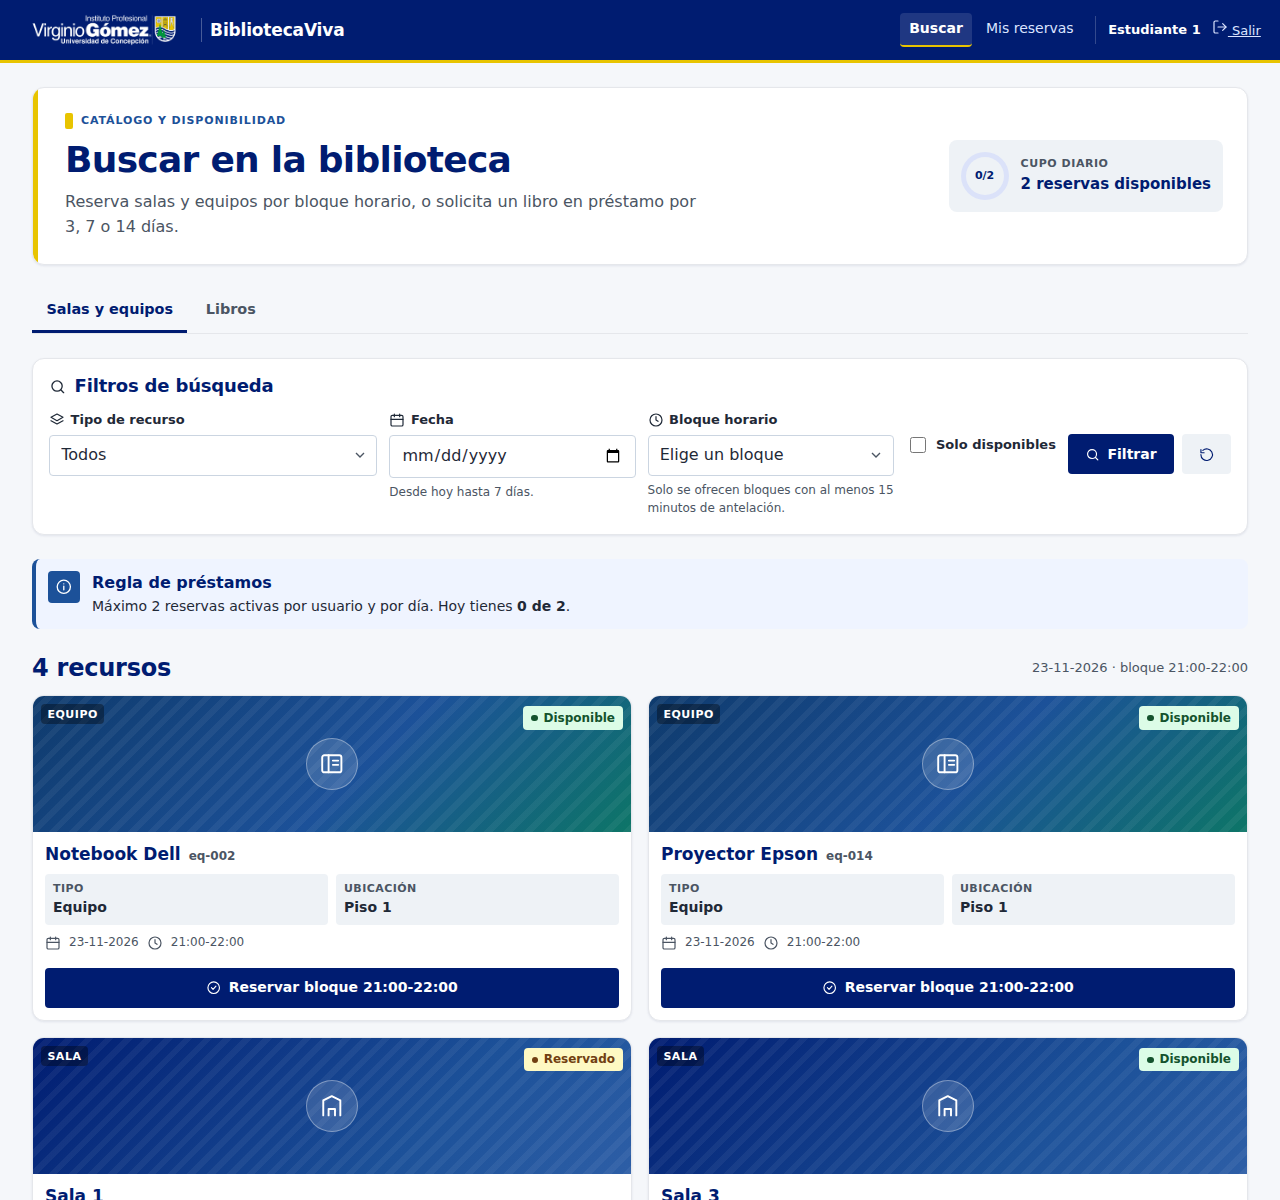 Instituto Profesional
VirginioGómez
Universidad de Concepción
BibliotecaViva
Buscar
Mis reservas
Estudiante 1
Salir
CATÁLOGO Y DISPONIBILIDAD
Buscar en la biblioteca
Reserva salas y equipos por bloque horario, o solicita un libro en préstamo por
3, 7 o 14 días.
0/2
CUPO DIARIO
2 reservas disponibles
Salas y equipos
Libros
Filtros de búsqueda
Tipo de recurso
Todos
Fecha
mm/dd/yyyy
Desde hoy hasta 7 días.
Bloque horario
Elige un bloque
Solo se ofrecen bloques con al menos 15
minutos de antelación.
Solo disponibles
Filtrar
Regla de préstamos
Máximo 2 reservas activas por usuario y por día. Hoy tienes 0 de 2.
4 recursos
23-11-2026 · bloque 21:00-22:00
EQUIPO
Disponible
Notebook Dell eq-002
TIPO
Equipo
UBICACIÓN
Piso 1
23-11-2026 21:00-22:00
Reservar bloque 21:00-22:00
EQUIPO
Disponible
Proyector Epson eq-014
TIPO
Equipo
UBICACIÓN
Piso 1
23-11-2026 21:00-22:00
Reservar bloque 21:00-22:00
SALA
Reservado
Sala 1
SALA
Disponible
Sala 3